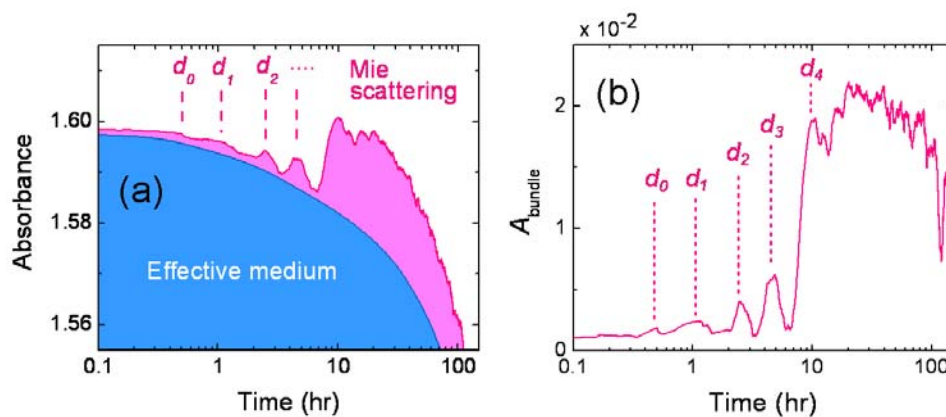 d0 d1 d2 ......
Mie
scattering
(a)
Effective medium
Absorbance
1.60
1.58
1.56
0.1 1 10 100
Time (hr)
x 10-2
(b)
d0 d1 d2 d3 d4
Abundle
2
1
0
0.1 1 10 100
Time (hr)